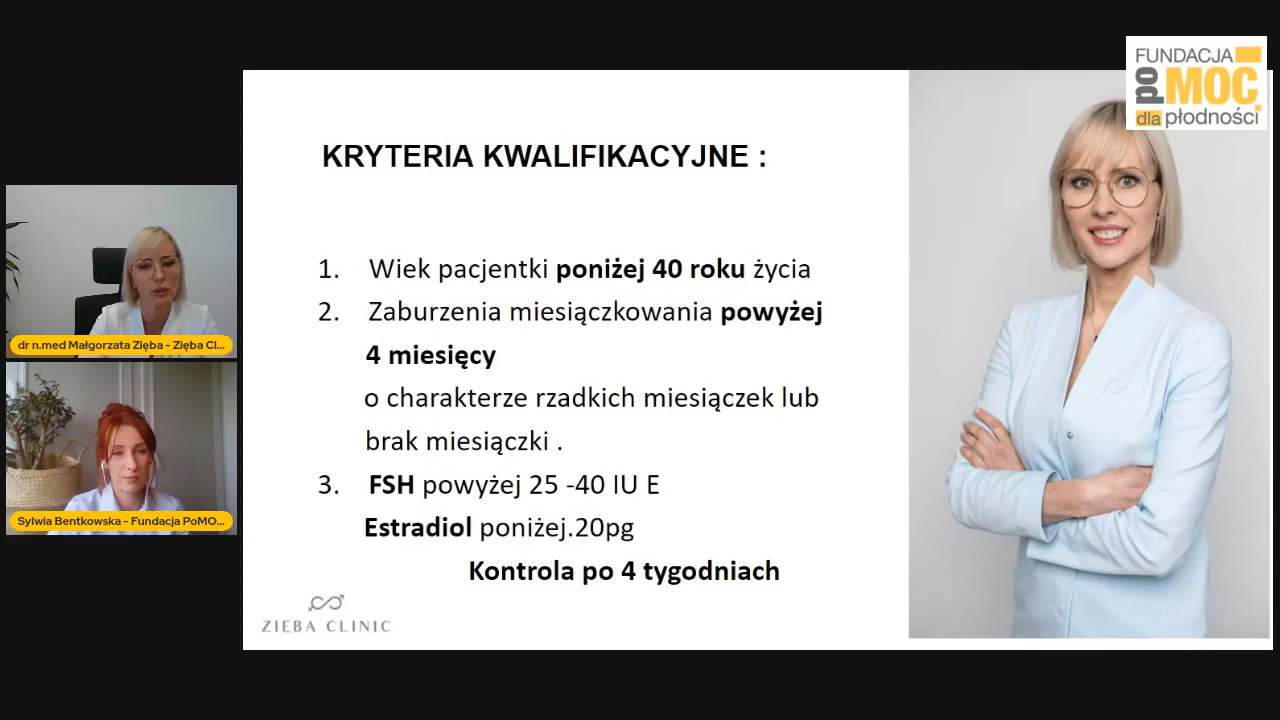 FUNDACJA
poMOC
dla płodności
KRYTERIA KWALIFIKACYJNE :
1. Wiek pacjentki poniżej 40 roku życia
2. Zaburzenia miesiączkowania powyżej
4 miesięcy
o charakterze rzadkich miesiączek lub
brak miesiączki .
3. FSH powyżej 25 -40 IU E
Estradiol poniżej.20pg
Kontrola po 4 tygodniach
ZIĘBA CLINIC
dr n.med Małgorzata Zięba - Zięba Cl...
Sylwia Bentkowska - Fundacja PoMO...